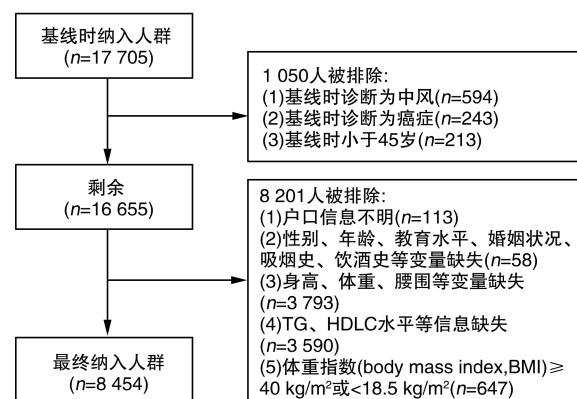 基线时纳入人群
(n=17 705)
1 050人被排除:
(1)基线时诊断为中风(n=594)
(2)基线时诊断为癌症(n=243)
(3)基线时小于45岁(n=213)
剩余
(n=16 655)
8 201人被排除:
(1)户口信息不明(n=113)
(2)性别、年龄、教育水平、婚姻状况、
吸烟史、饮酒史等变量缺失(n=58)
(3)身高、体重、腰围等变量缺失
(n=3 793)
(4)TG、HDLC水平等信息缺失
(n=3 590)
(5)体重指数(body mass index,BMI)≥
40 kg/m²或<18.5 kg/m²(n=647)
最终纳入人群
(n=8 454)